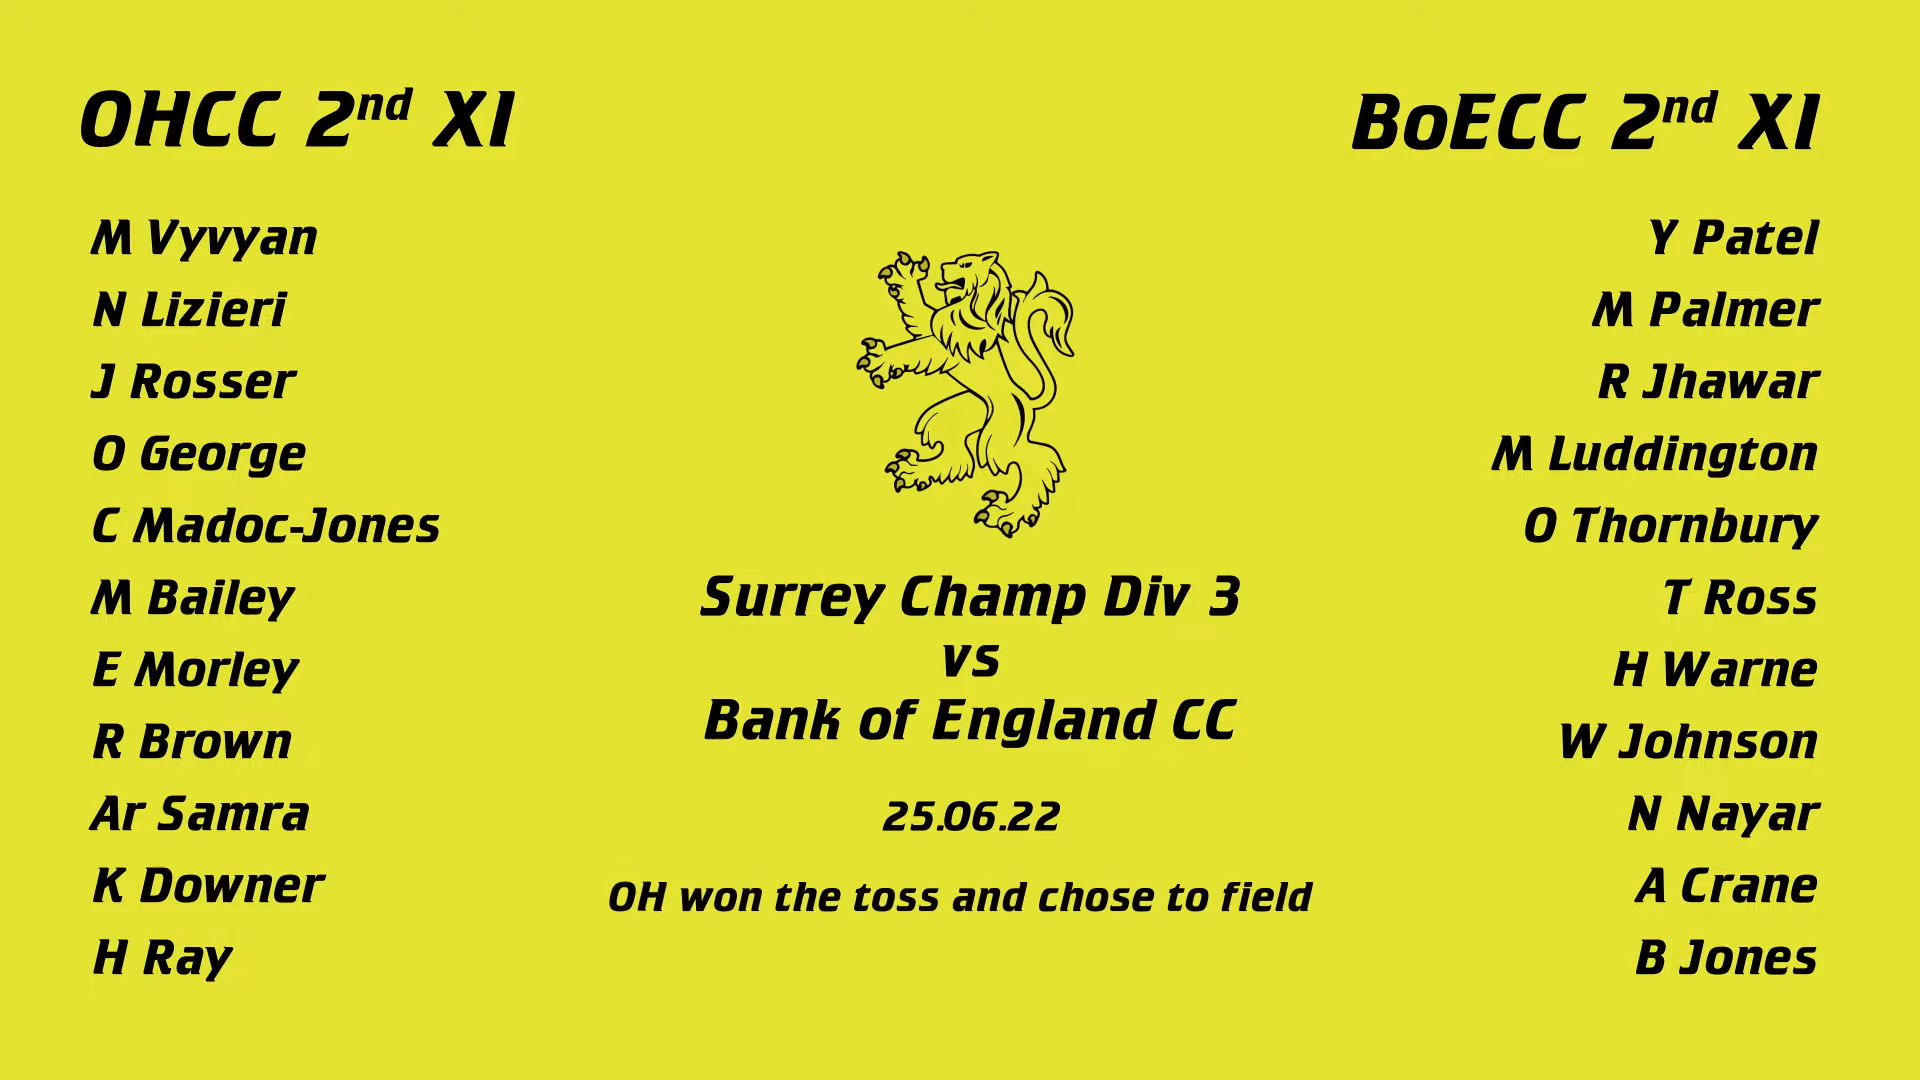 OHCC 2nd XI
M Vyvyan
N Lizieri
J Rosser
O George
C Madoc-Jones
M Bailey
E Morley
R Brown
Ar Samra
K Downer
H Ray
Surrey Champ Div 3
vs
Bank of England CC
25.06.22
OH won the toss and chose to field
BoECC 2nd XI
Y Patel
M Palmer
R Jhawar
M Luddington
O Thornbury
T Ross
H Warne
W Johnson
N Nayar
A Crane
B Jones